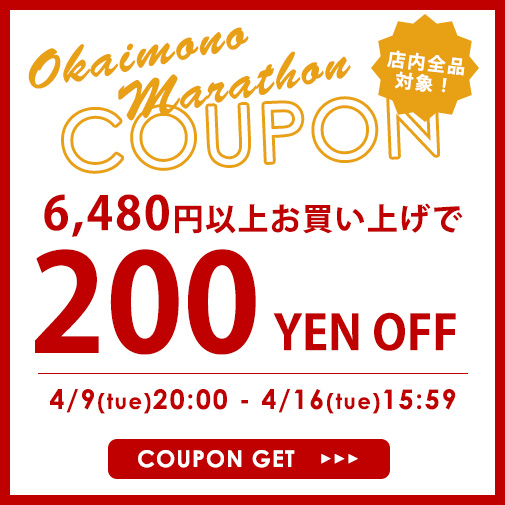 Okaimono
Marathon
COUPON
店内全品
対象！
6,480円以上お買い上げで
200 YEN OFF
4/9(tue)20:00 - 4/16(tue)15:59
COUPON GET ▶▶▶